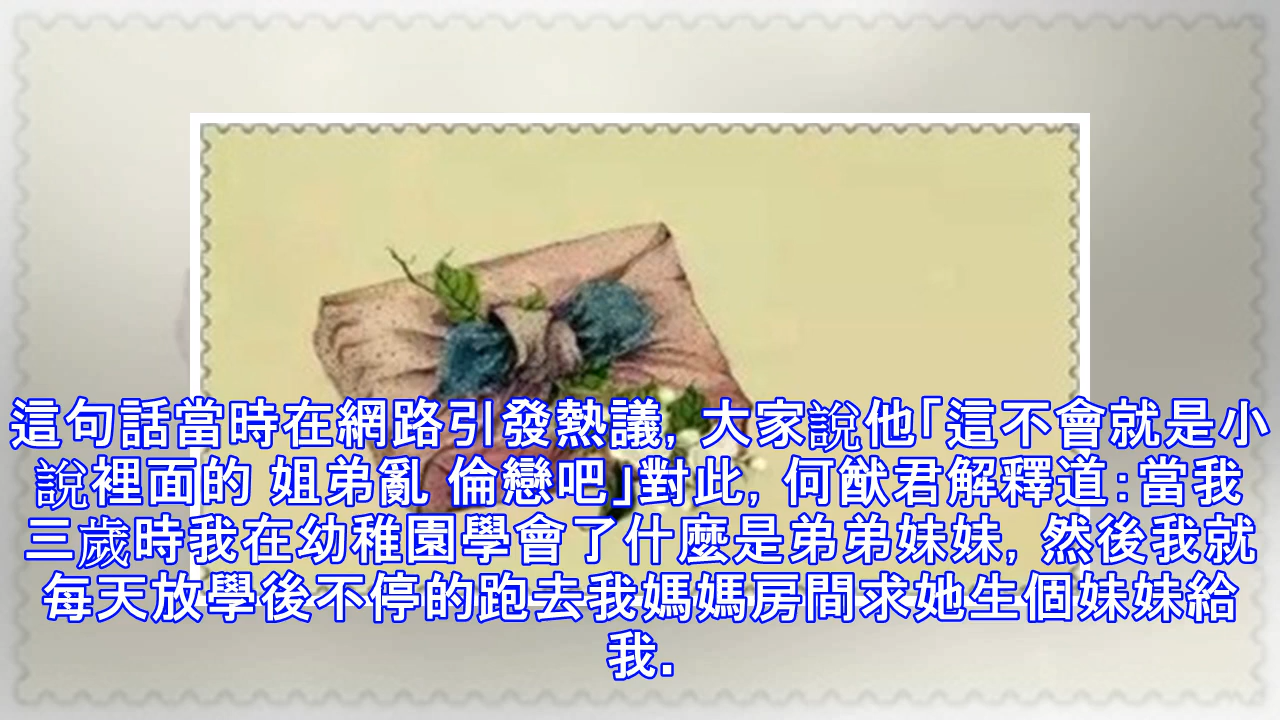 這句話當時在網路引發熱議, 大家說他「這不會就是小
說裡面的 姐弟亂 倫戀吧」對此, 何猷君解釋道:當我
三歲時我在幼稚園學會了什麼是弟弟妹妹, 然後我就
每天放學後不停的跑去我媽媽房間求她生個妹妹給
我.